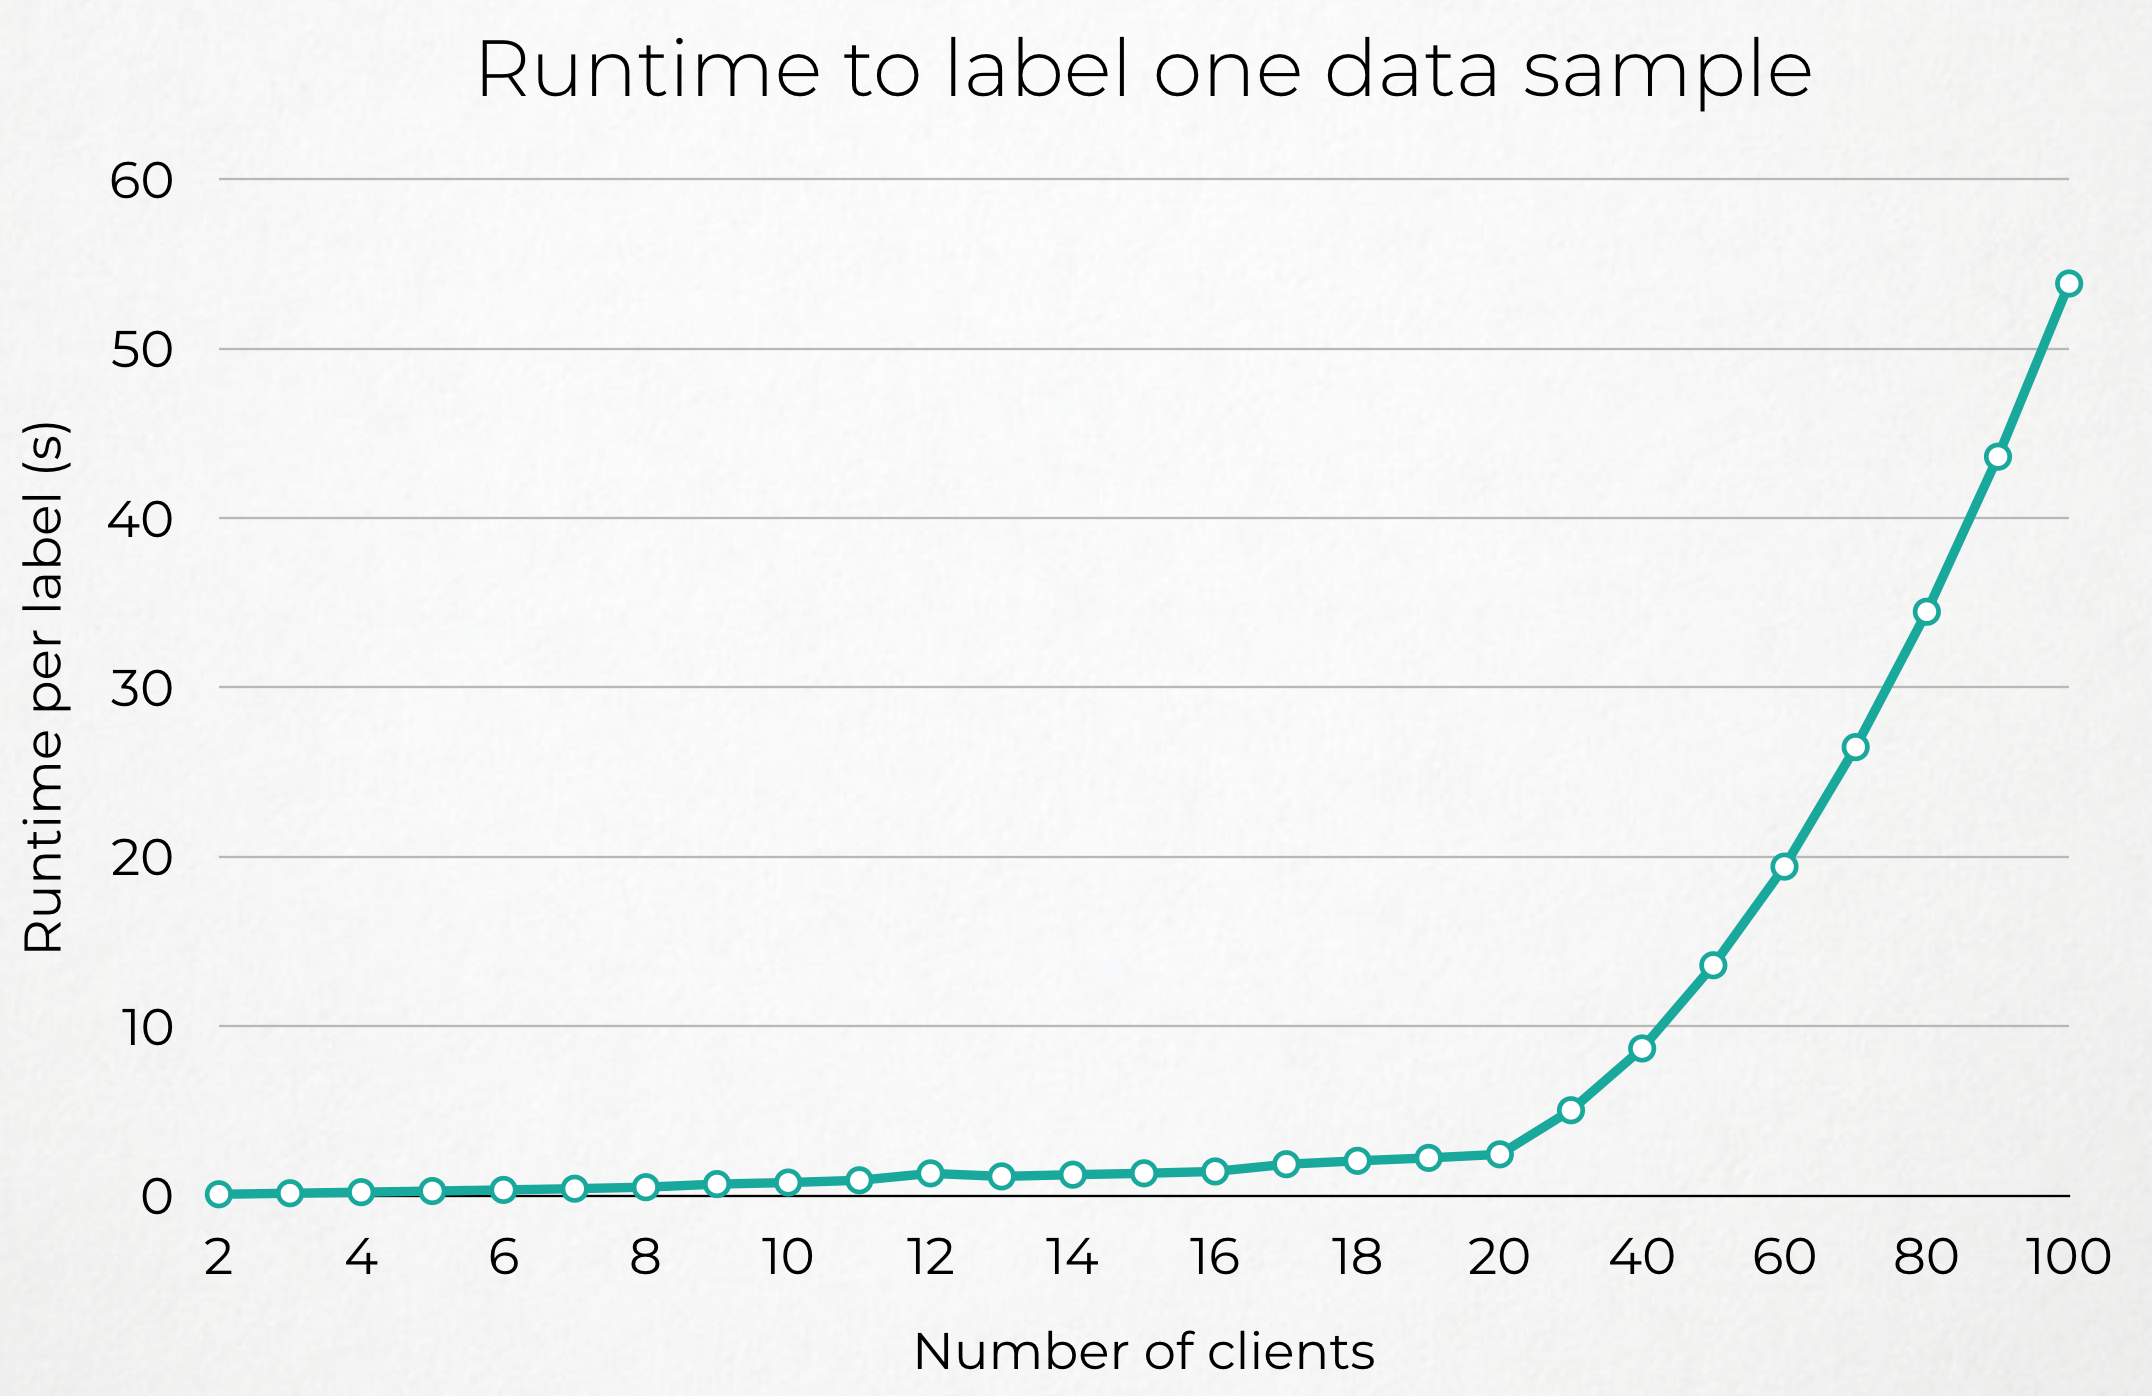 Runtime to label one data sample
60
50
40
30
20
10
0
Runtime per label (s)
2 4 6 8 10 12 14 16 18 20 40 60 80 100
Number of clients